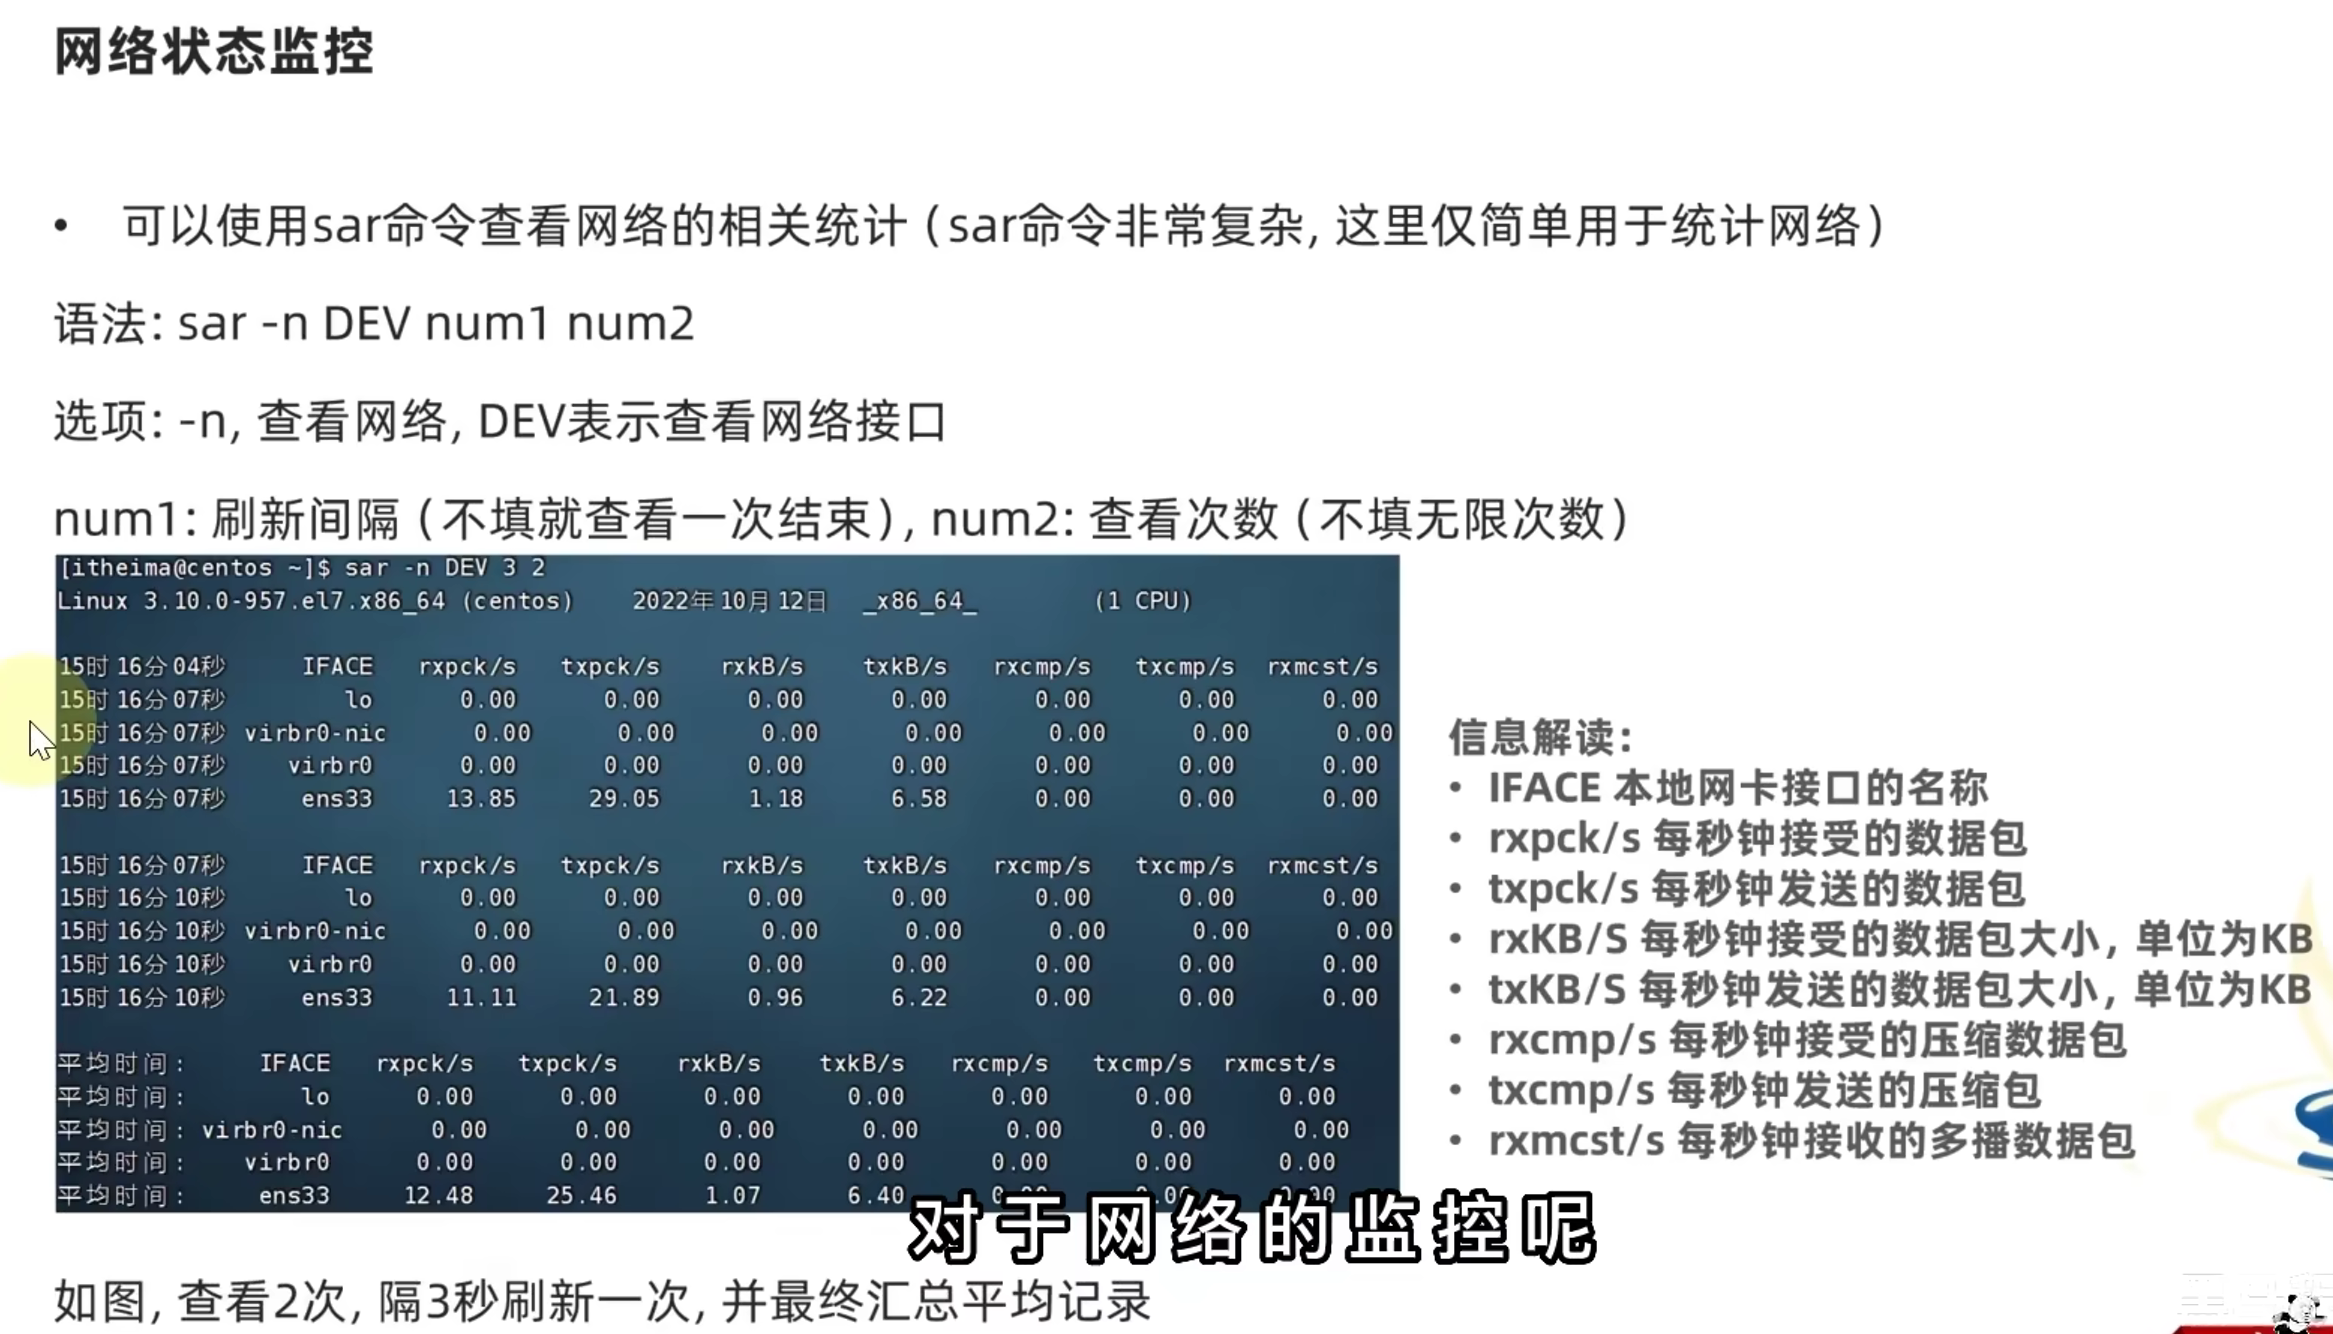 网络状态监控
• 可以使用sar命令查看网络的相关统计（sar命令非常复杂, 这里仅简单用于统计网络）
语法: sar -n DEV num1 num2
选项: -n, 查看网络, DEV表示查看网络接口
num1: 刷新间隔（不填就查看一次结束）, num2: 查看次数（不填无限次数）
[itheima@centos ~]$ sar -n DEV 3 2
Linux 3.10.0-957.el7.x86_64 (centos) 2022年10月12日 _x86_64_ (1 CPU)
15时16分04秒 IFACE rxpck/s txpck/s rxkB/s txkB/s rxcmp/s txcmp/s rxmcst/s
15时16分07秒 lo 0.00 0.00 0.00 0.00 0.00 0.00 0.00
15时16分07秒 virbr0-nic 0.00 0.00 0.00 0.00 0.00 0.00 0.00
15时16分07秒 virbr0 0.00 0.00 0.00 0.00 0.00 0.00 0.00
15时16分07秒 ens33 13.85 29.05 1.18 6.58 0.00 0.00 0.00
15时16分07秒 IFACE rxpck/s txpck/s rxkB/s txkB/s rxcmp/s txcmp/s rxmcst/s
15时16分10秒 lo 0.00 0.00 0.00 0.00 0.00 0.00 0.00
15时16分10秒 virbr0-nic 0.00 0.00 0.00 0.00 0.00 0.00 0.00
15时16分10秒 virbr0 0.00 0.00 0.00 0.00 0.00 0.00 0.00
15时16分10秒 ens33 11.11 21.89 0.96 6.22 0.00 0.00 0.00
平均时间: IFACE rxpck/s txpck/s rxkB/s txkB/s rxcmp/s txcmp/s rxmcst/s
平均时间: lo 0.00 0.00 0.00 0.00 0.00 0.00 0.00
平均时间: virbr0-nic 0.00 0.00 0.00 0.00 0.00 0.00 0.00
平均时间: virbr0 0.00 0.00 0.00 0.00 0.00 0.00 0.00
平均时间: ens33 12.48 25.46 1.07 6.40
信息解读:
• IFACE 本地网卡接口的名称
• rxpck/s 每秒钟接受的数据包
• txpck/s 每秒钟发送的数据包
• rxKB/S 每秒钟接受的数据包大小, 单位为KB
• txKB/S 每秒钟发送的数据包大小, 单位为KB
• rxcmp/s 每秒钟接受的压缩数据包
• txcmp/s 每秒钟发送的压缩包
• rxmcst/s 每秒钟接收的多播数据包
对于网络的监控呢
如图, 查看2次, 隔3秒刷新一次, 并最终汇总平均记录